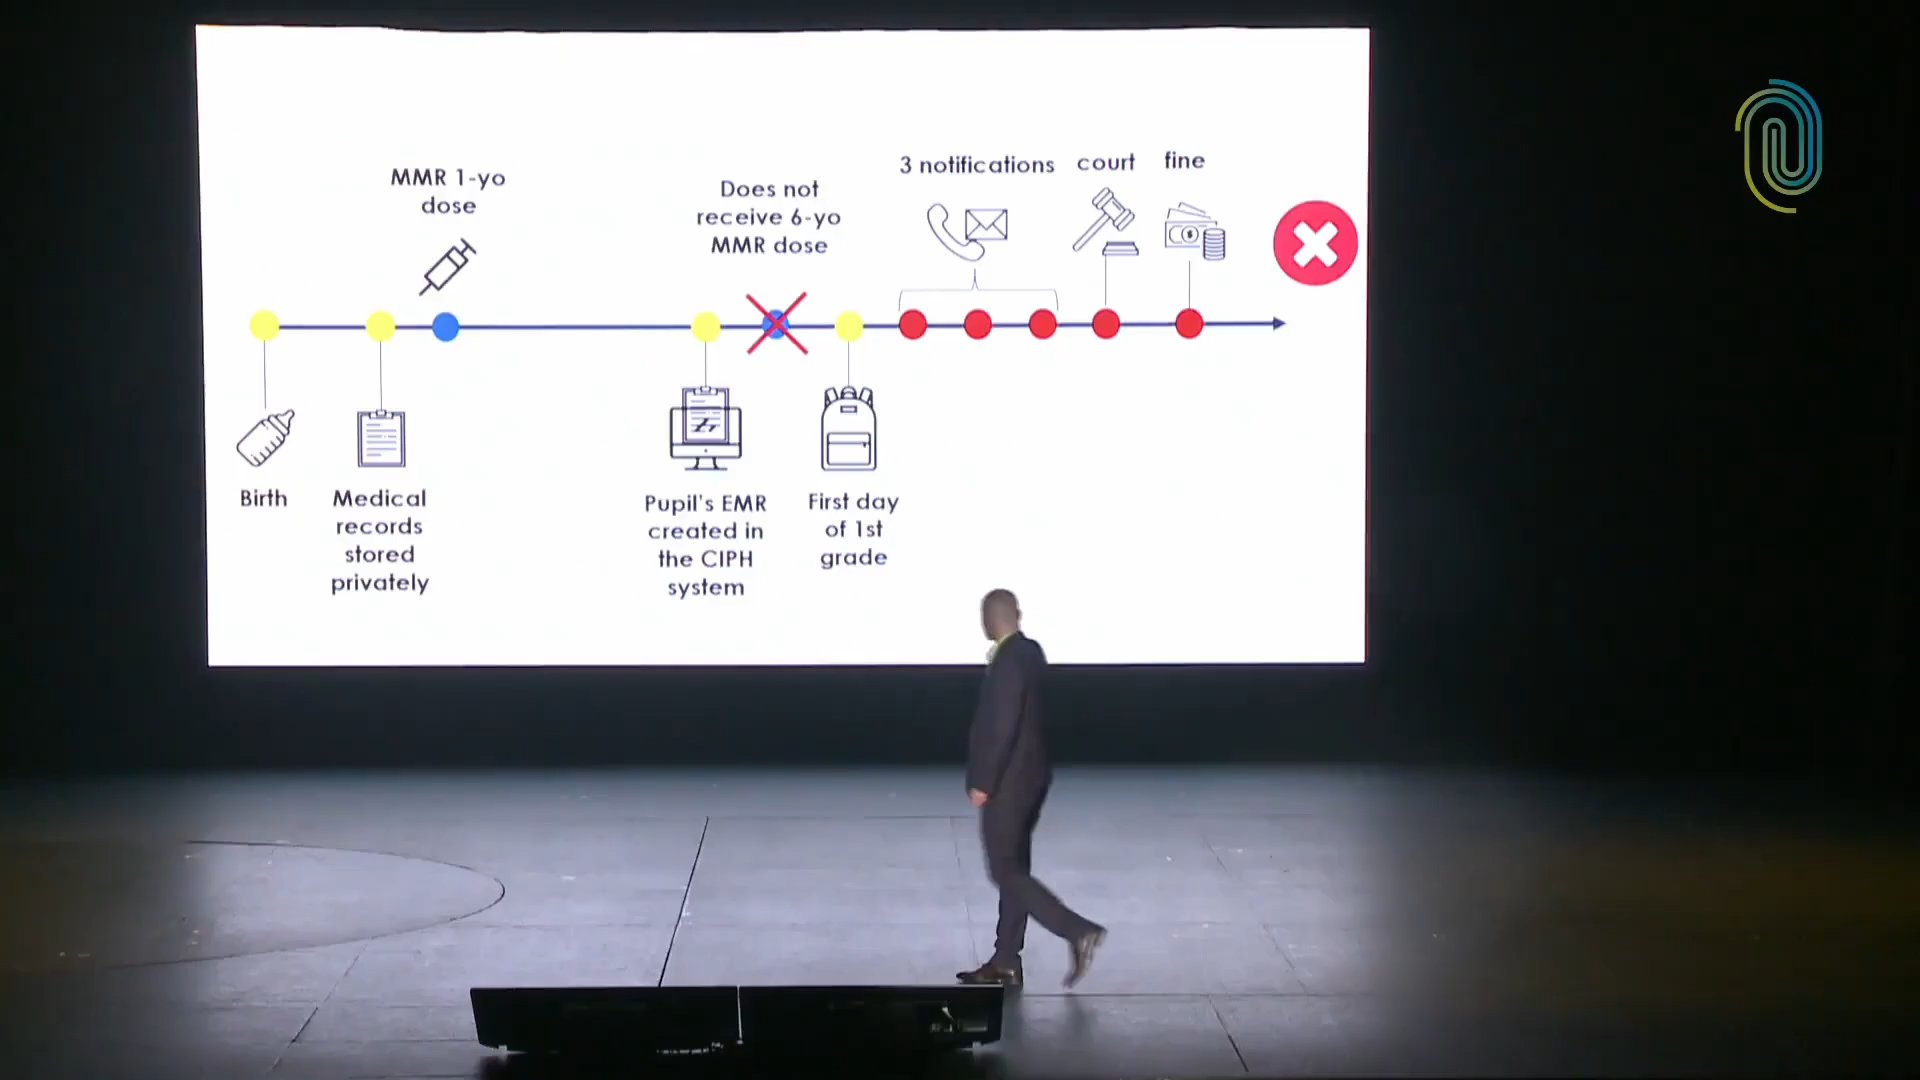 MMR 1-yo
dose
Does not
receive 6-yo
MMR dose
3 notifications
court
fine
Birth
Medical
records
stored
privately
Pupil's EMR
created in
the CIPH
system
First day
of 1st
grade